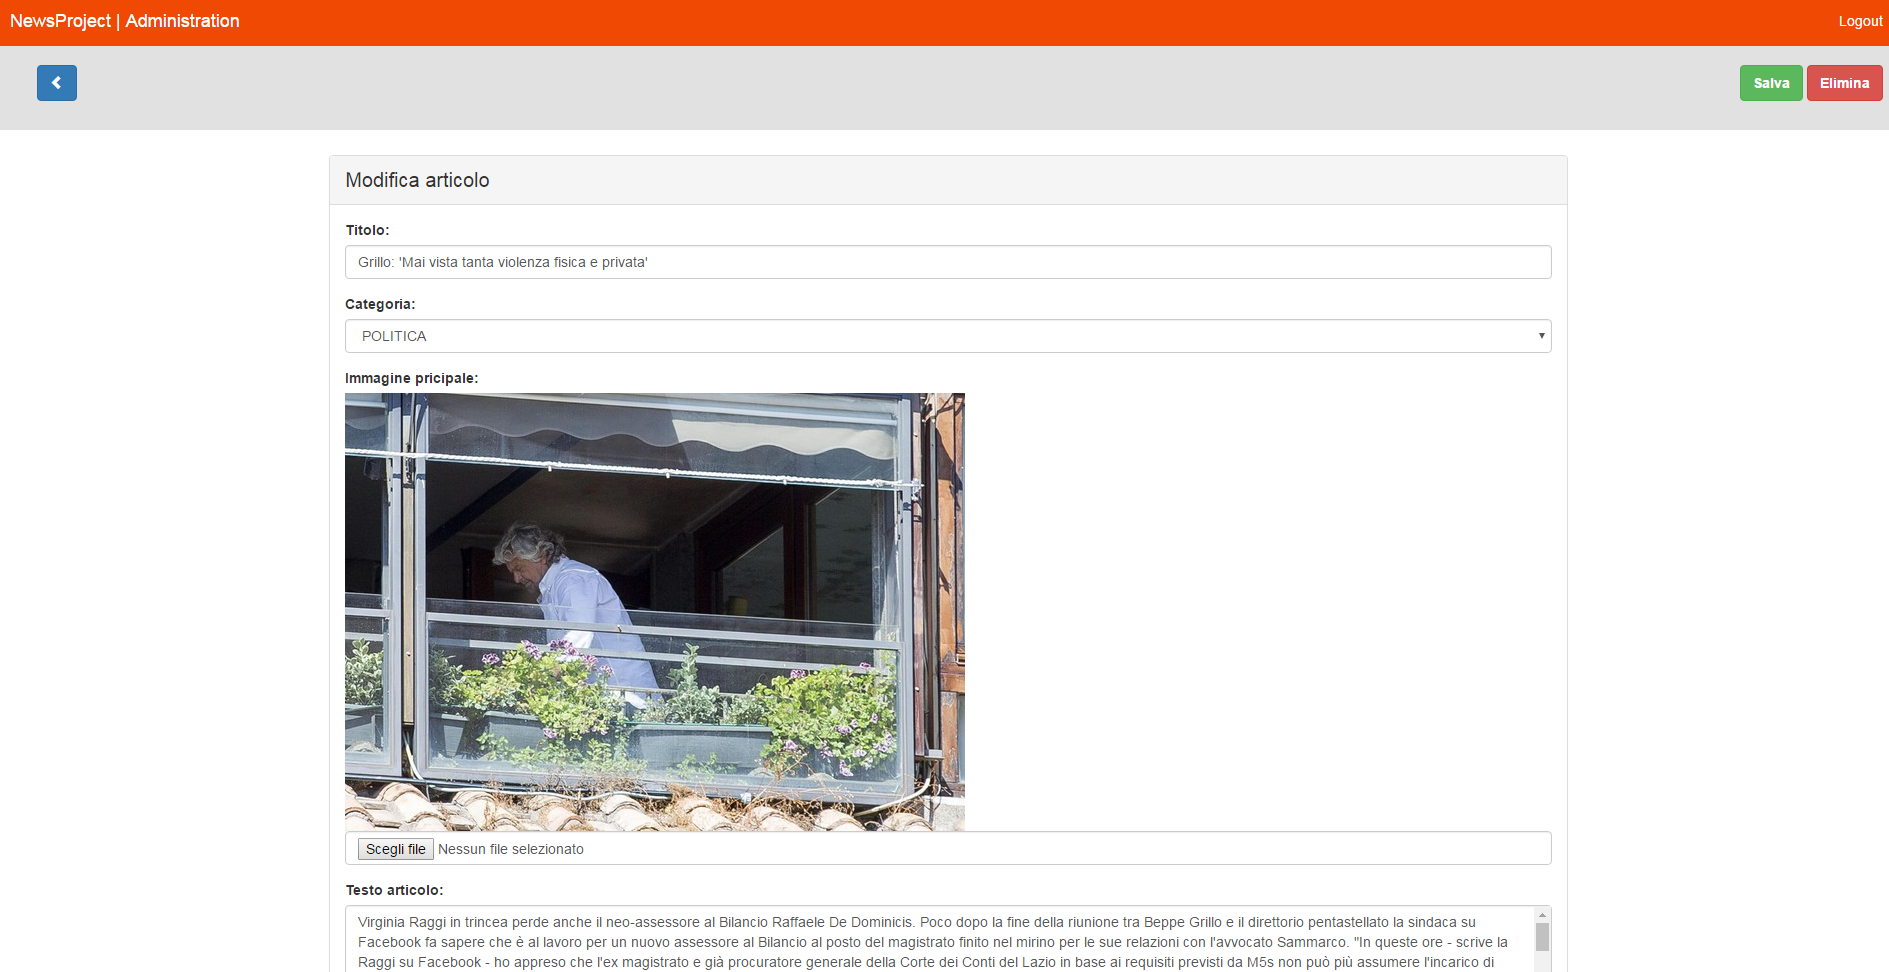 NewsProject | Administration
Logout
Salva
Elimina
Modifica articolo
Titolo:
Grillo: 'Mai vista tanta violenza fisica e privata'
Categoria:
POLITICA
Immagine pricipale:
Scegli file Nessun file selezionato
Testo articolo:
Virginia Raggi in trincea perde anche il neo-assessore al Bilancio Raffaele De Dominicis. Poco dopo la fine della riunione tra Beppe Grillo e il direttorio pentastellato la sindaca su
Facebook fa sapere che è al lavoro per un nuovo assessore al Bilancio al posto del magistrato finito nel mirino per le sue relazioni con l'avvocato Sammarco. "In queste ore - scrive la
Raggi su Facebook - ho appreso che l'ex magistrato e già procuratore generale della Corte dei Conti del Lazio in base ai requisiti previsti da M5s non può più assumere l'incarico di